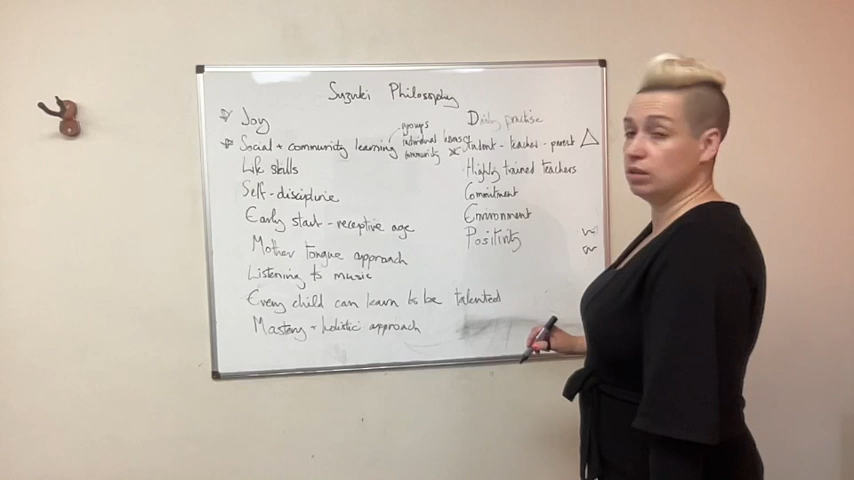 Suzuki Philosophy
Joy
Social + community learning
groups
individual lessons
community
Life skills
Self-discipline
Early start - receptive age
Mother tongue approach
Listening to music
Every child can learn to be talented
Mastery + holistic approach
Daily practise
student - teacher - parent
Highly trained teachers
Commitment
Environment
Positivity